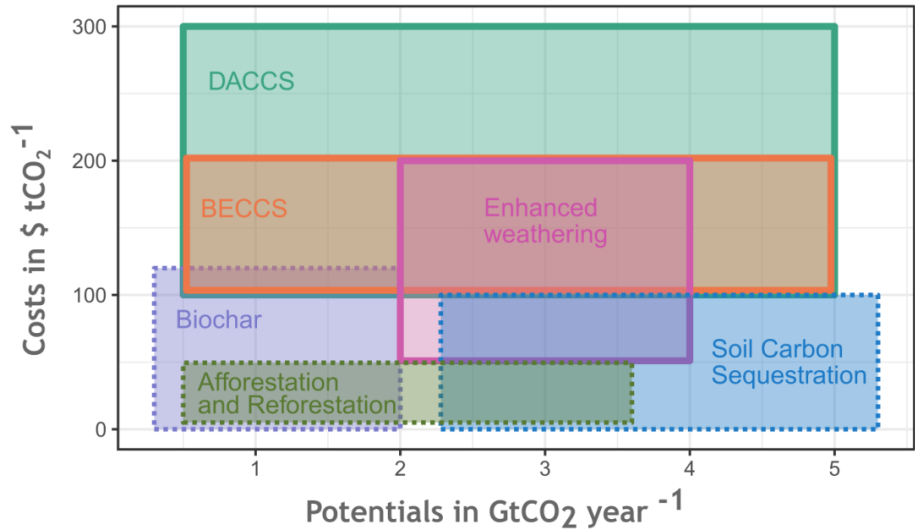 300
200
100
0
Costs in $ tCO₂⁻¹
DACCS
BECCS
Enhanced
weathering
Biochar
Soil Carbon
Sequestration
Afforestation
and Reforestation
1 2 3 4 5
Potentials in GtCO₂ year ⁻¹